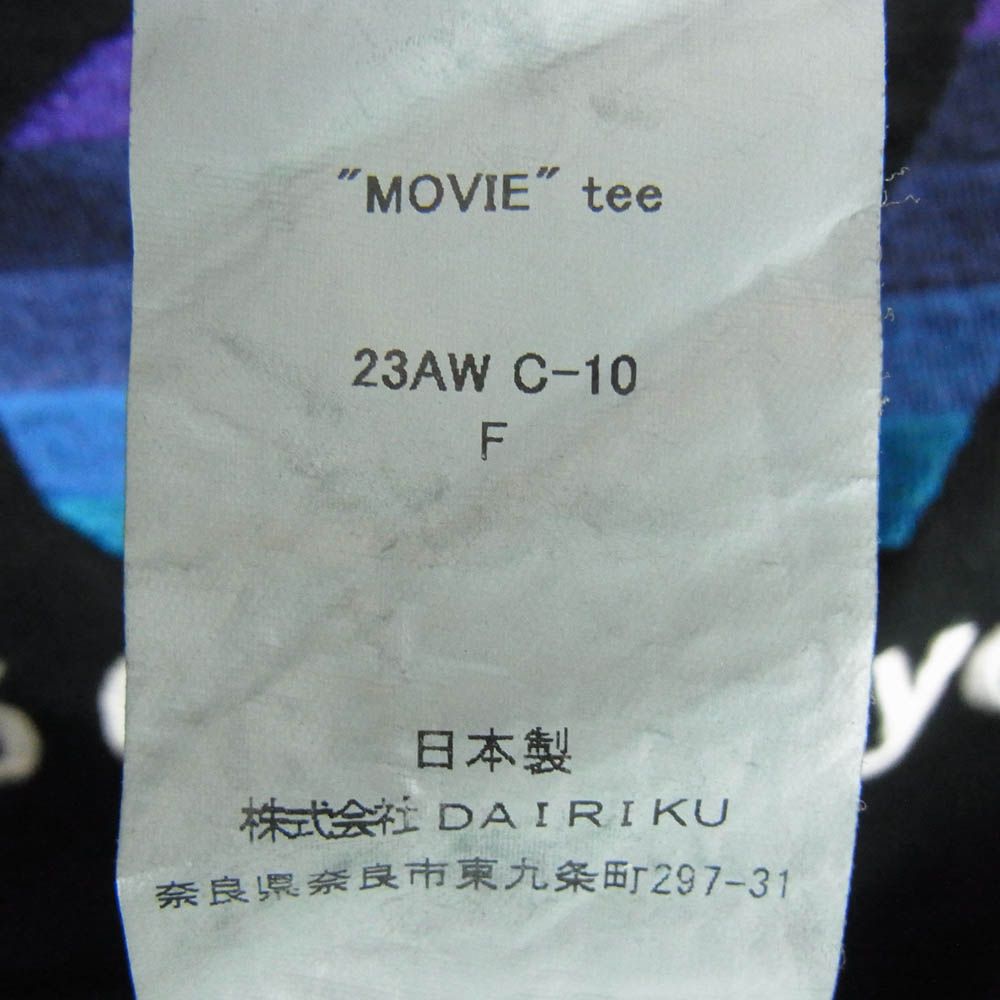 "MOVIE" tee
23AW C-10
F
日本製
株式会社 DAIRIKU
奈良県奈良市東九条町297-31